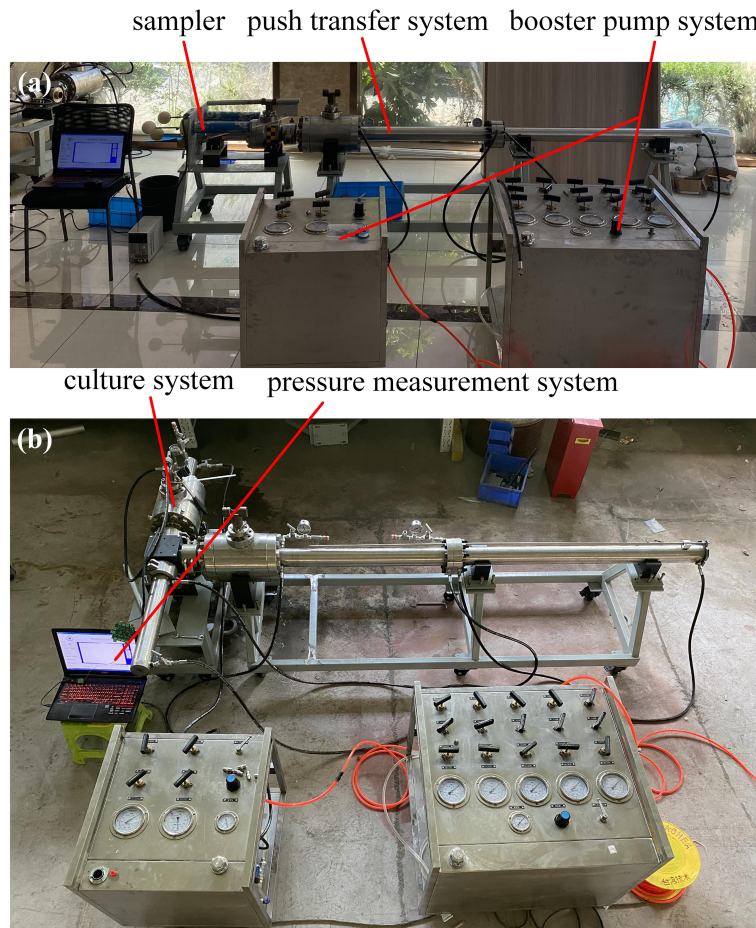 sampler push transfer system booster pump system
(a)
culture system pressure measurement system
(b)